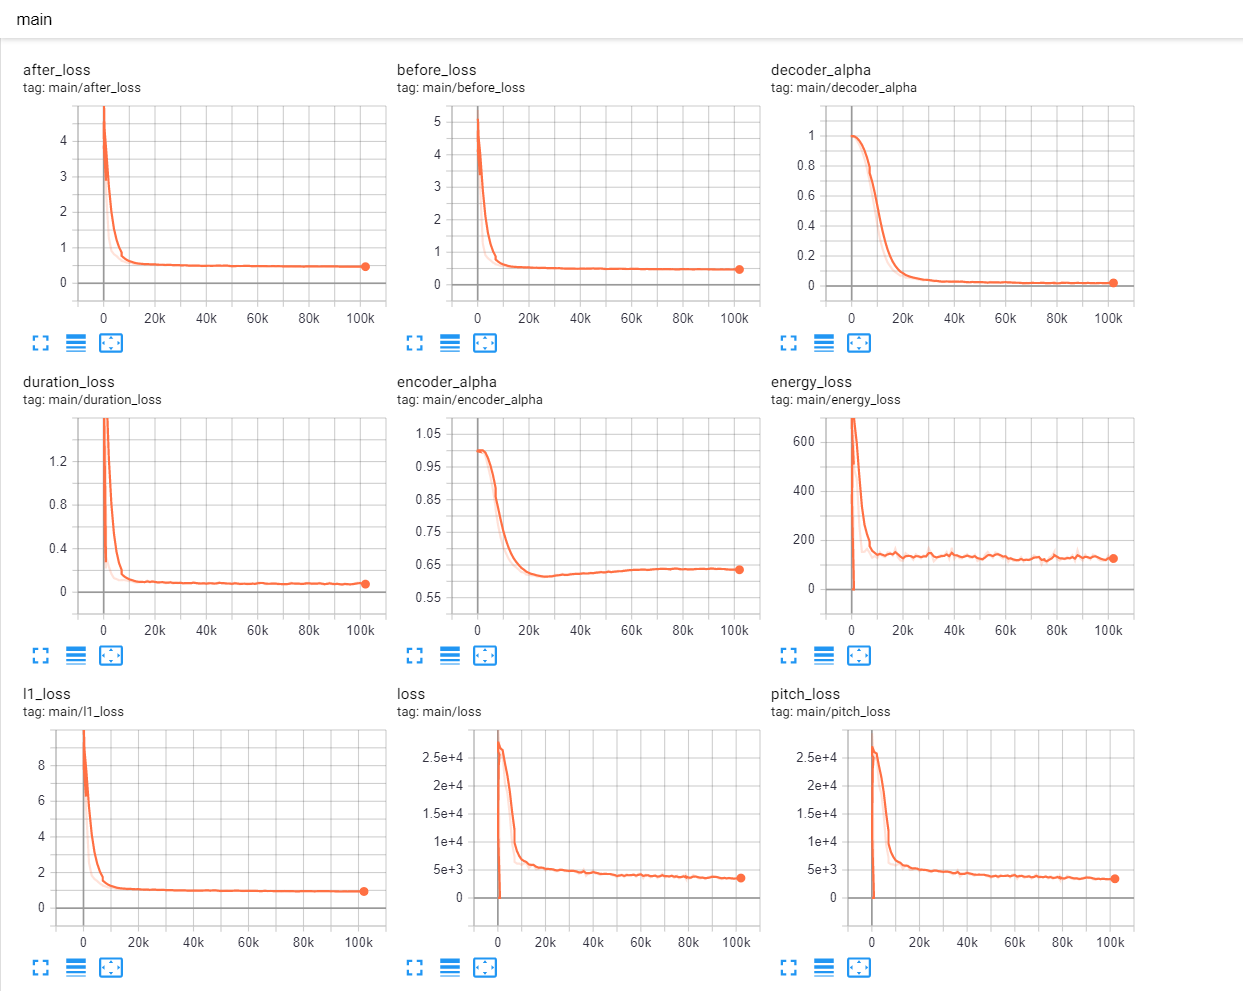 main
after_loss
tag: main/after_loss
4
3
2
1
0
0 20k 40k 60k 80k 100k
before_loss
tag: main/before_loss
5
4
3
2
1
0
0 20k 40k 60k 80k 100k
decoder_alpha
tag: main/decoder_alpha
1
0.8
0.6
0.4
0.2
0
0 20k 40k 60k 80k 100k
duration_loss
tag: main/duration_loss
1.2
0.8
0.4
0
0 20k 40k 60k 80k 100k
encoder_alpha
tag: main/encoder_alpha
1.05
0.95
0.85
0.75
0.65
0.55
0 20k 40k 60k 80k 100k
energy_loss
tag: main/energy_loss
600
400
200
0
0 20k 40k 60k 80k 100k
l1_loss
tag: main/l1_loss
8
6
4
2
0
0 20k 40k 60k 80k 100k
loss
tag: main/loss
2.5e+4
2e+4
1.5e+4
1e+4
5e+3
0
0 20k 40k 60k 80k 100k
pitch_loss
tag: main/pitch_loss
2.5e+4
2e+4
1.5e+4
1e+4
5e+3
0
0 20k 40k 60k 80k 100k